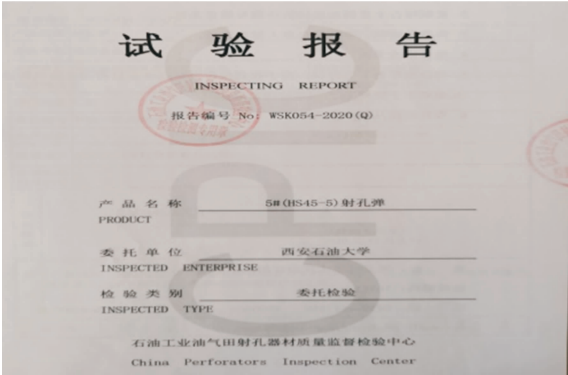 试验报告
INSPECTING REPORT
报告编号 No: WSK054-2020(Q)
产品名称 5#(HS45-5)射孔弹
PRODUCT
委托单位 西安石油大学
INSPECTED ENTERPRISE
检验类别 委托检验
INSPECTED TYPE
石油工业油气田射孔器材质量监督检验中心
China Perforators Inspection Center